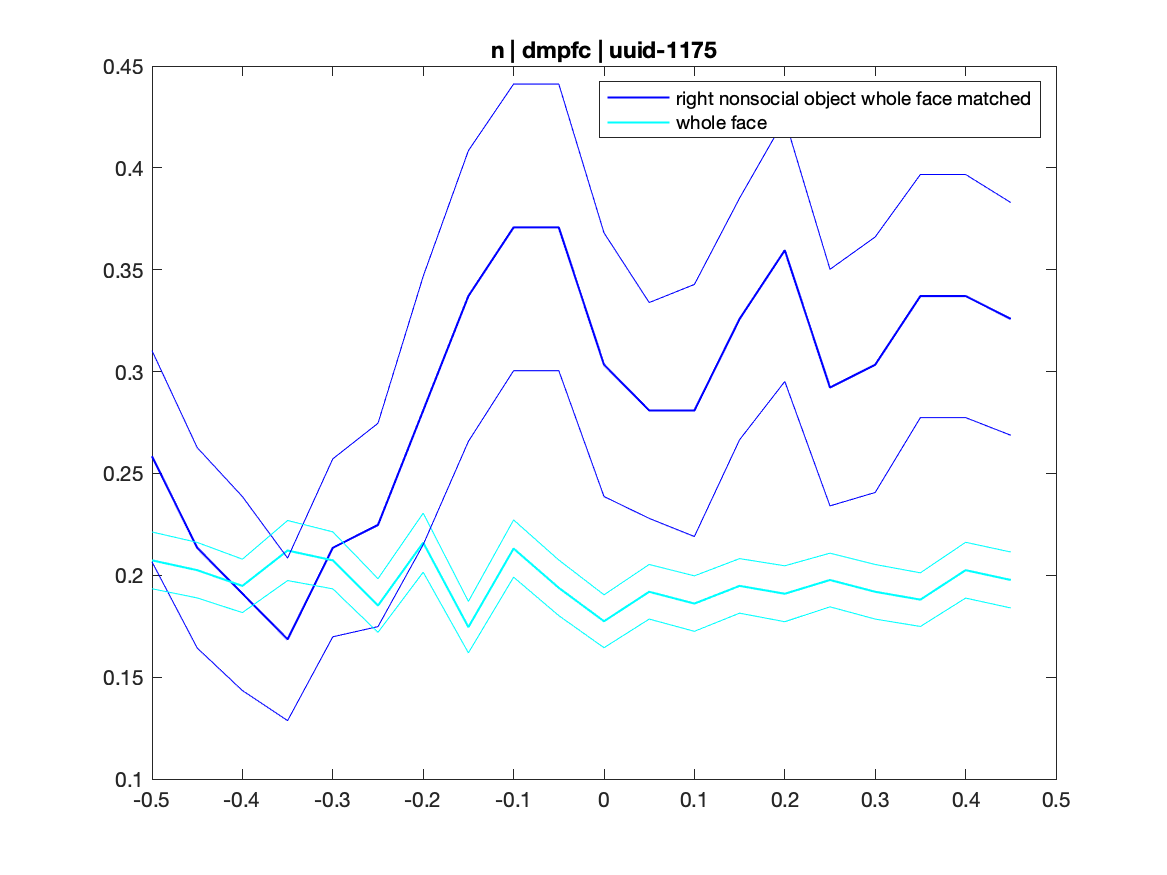 n | dmpfc | uuid-1175
right nonsocial object whole face matched
whole face
0.45
0.4
0.35
0.3
0.25
0.2
0.15
0.1
-0.5 -0.4 -0.3 -0.2 -0.1 0 0.1 0.2 0.3 0.4 0.5